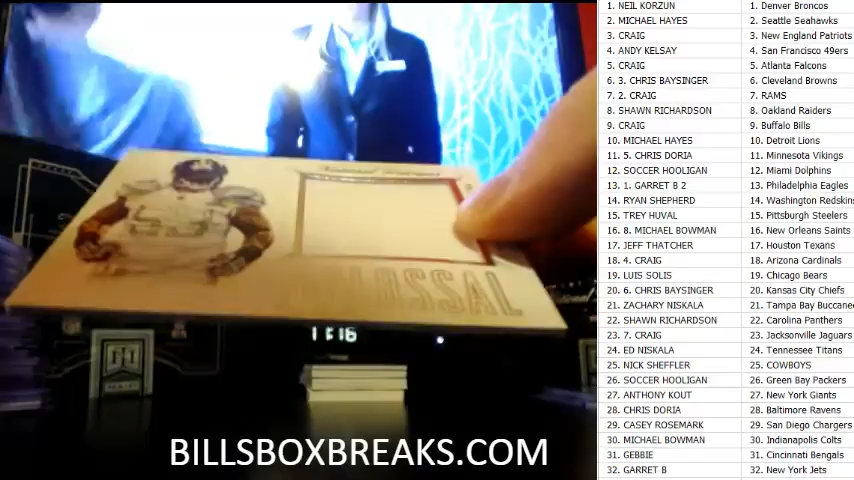 1. NEIL KORZUN 1. Denver Broncos
2. MICHAEL HAYES 2. Seattle Seahawks
3. CRAIG 3. New England Patriots
4. ANDY KELSAY 4. San Francisco 49ers
5. CRAIG 5. Atlanta Falcons
6. 3. CHRIS BAYSINGER 6. Cleveland Browns
7. 2. CRAIG 7. RAMS
8. SHAWN RICHARDSON 8. Oakland Raiders
9. CRAIG 9. Buffalo Bills
10. MICHAEL HAYES 10. Detroit Lions
11. 5. CHRIS DORIA 11. Minnesota Vikings
12. SOCCER HOOLIGAN 12. Miami Dolphins
13. 1. GARRET B 2 13. Philadelphia Eagles
14. RYAN SHEPHERD 14. Washington Redskins
15. TREY HUVAL 15. Pittsburgh Steelers
16. 8. MICHAEL BOWMAN 16. New Orleans Saints
17. JEFF THATCHER 17. Houston Texans
18. 4. CRAIG 18. Arizona Cardinals
19. LUIS SOLIS 19. Chicago Bears
20. 6. CHRIS BAYSINGER 20. Kansas City Chiefs
21. ZACHARY NISKALA 21. Tampa Bay Buccanee
22. SHAWN RICHARDSON 22. Carolina Panthers
23. 7. CRAIG 23. Jacksonville Jaguars
24. ED NISKALA 24. Tennessee Titans
25. NICK SHEFFLER 25. COWBOYS
26. SOCCER HOOLIGAN 26. Green Bay Packers
27. ANTHONY KOUT 27. New York Giants
28. CHRIS DORIA 28. Baltimore Ravens
29. CASEY ROSEMARK 29. San Diego Chargers
30. MICHAEL BOWMAN 30. Indianapolis Colts
31. GEBBIE 31. Cincinnati Bengals
32. GARRET B 32. New York Jets
COLOSSAL
11:16
BILLSBOXBREAKS.COM